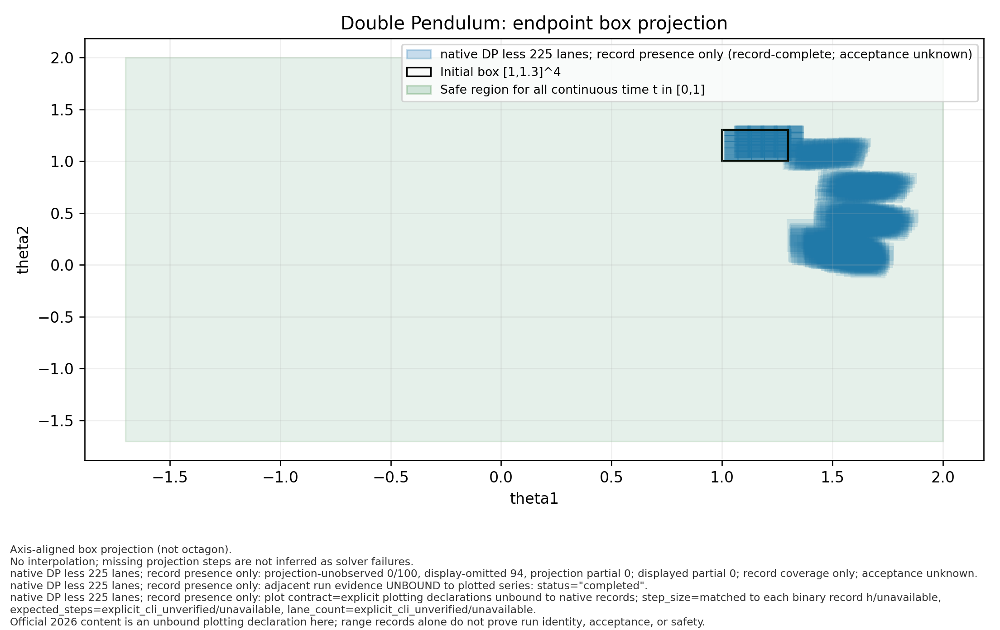 Double Pendulum: endpoint box projection
native DP less 225 lanes; record presence only (record-complete; acceptance unknown)
Initial box [1,1.3]^4
Safe region for all continuous time t in [0,1]
2.0
1.5
1.0
0.5
0.0
−0.5
−1.0
−1.5
theta2
−1.5
−1.0
−0.5
0.0
0.5
1.0
1.5
2.0
theta1
Axis-aligned box projection (not octagon).
No interpolation; missing projection steps are not inferred as solver failures.
native DP less 225 lanes; record presence only: projection-unobserved 0/100, display-omitted 94, projection partial 0; displayed partial 0; record coverage only; acceptance unknown.
native DP less 225 lanes; record presence only: adjacent run evidence UNBOUND to plotted series: status="completed".
native DP less 225 lanes; record presence only: plot contract=explicit plotting declarations unbound to native records; step_size=matched to each binary record h/unavailable,
expected_steps=explicit_cli_unverified/unavailable, lane_count=explicit_cli_unverified/unavailable.
Official 2026 content is an unbound plotting declaration here; range records alone do not prove run identity, acceptance, or safety.